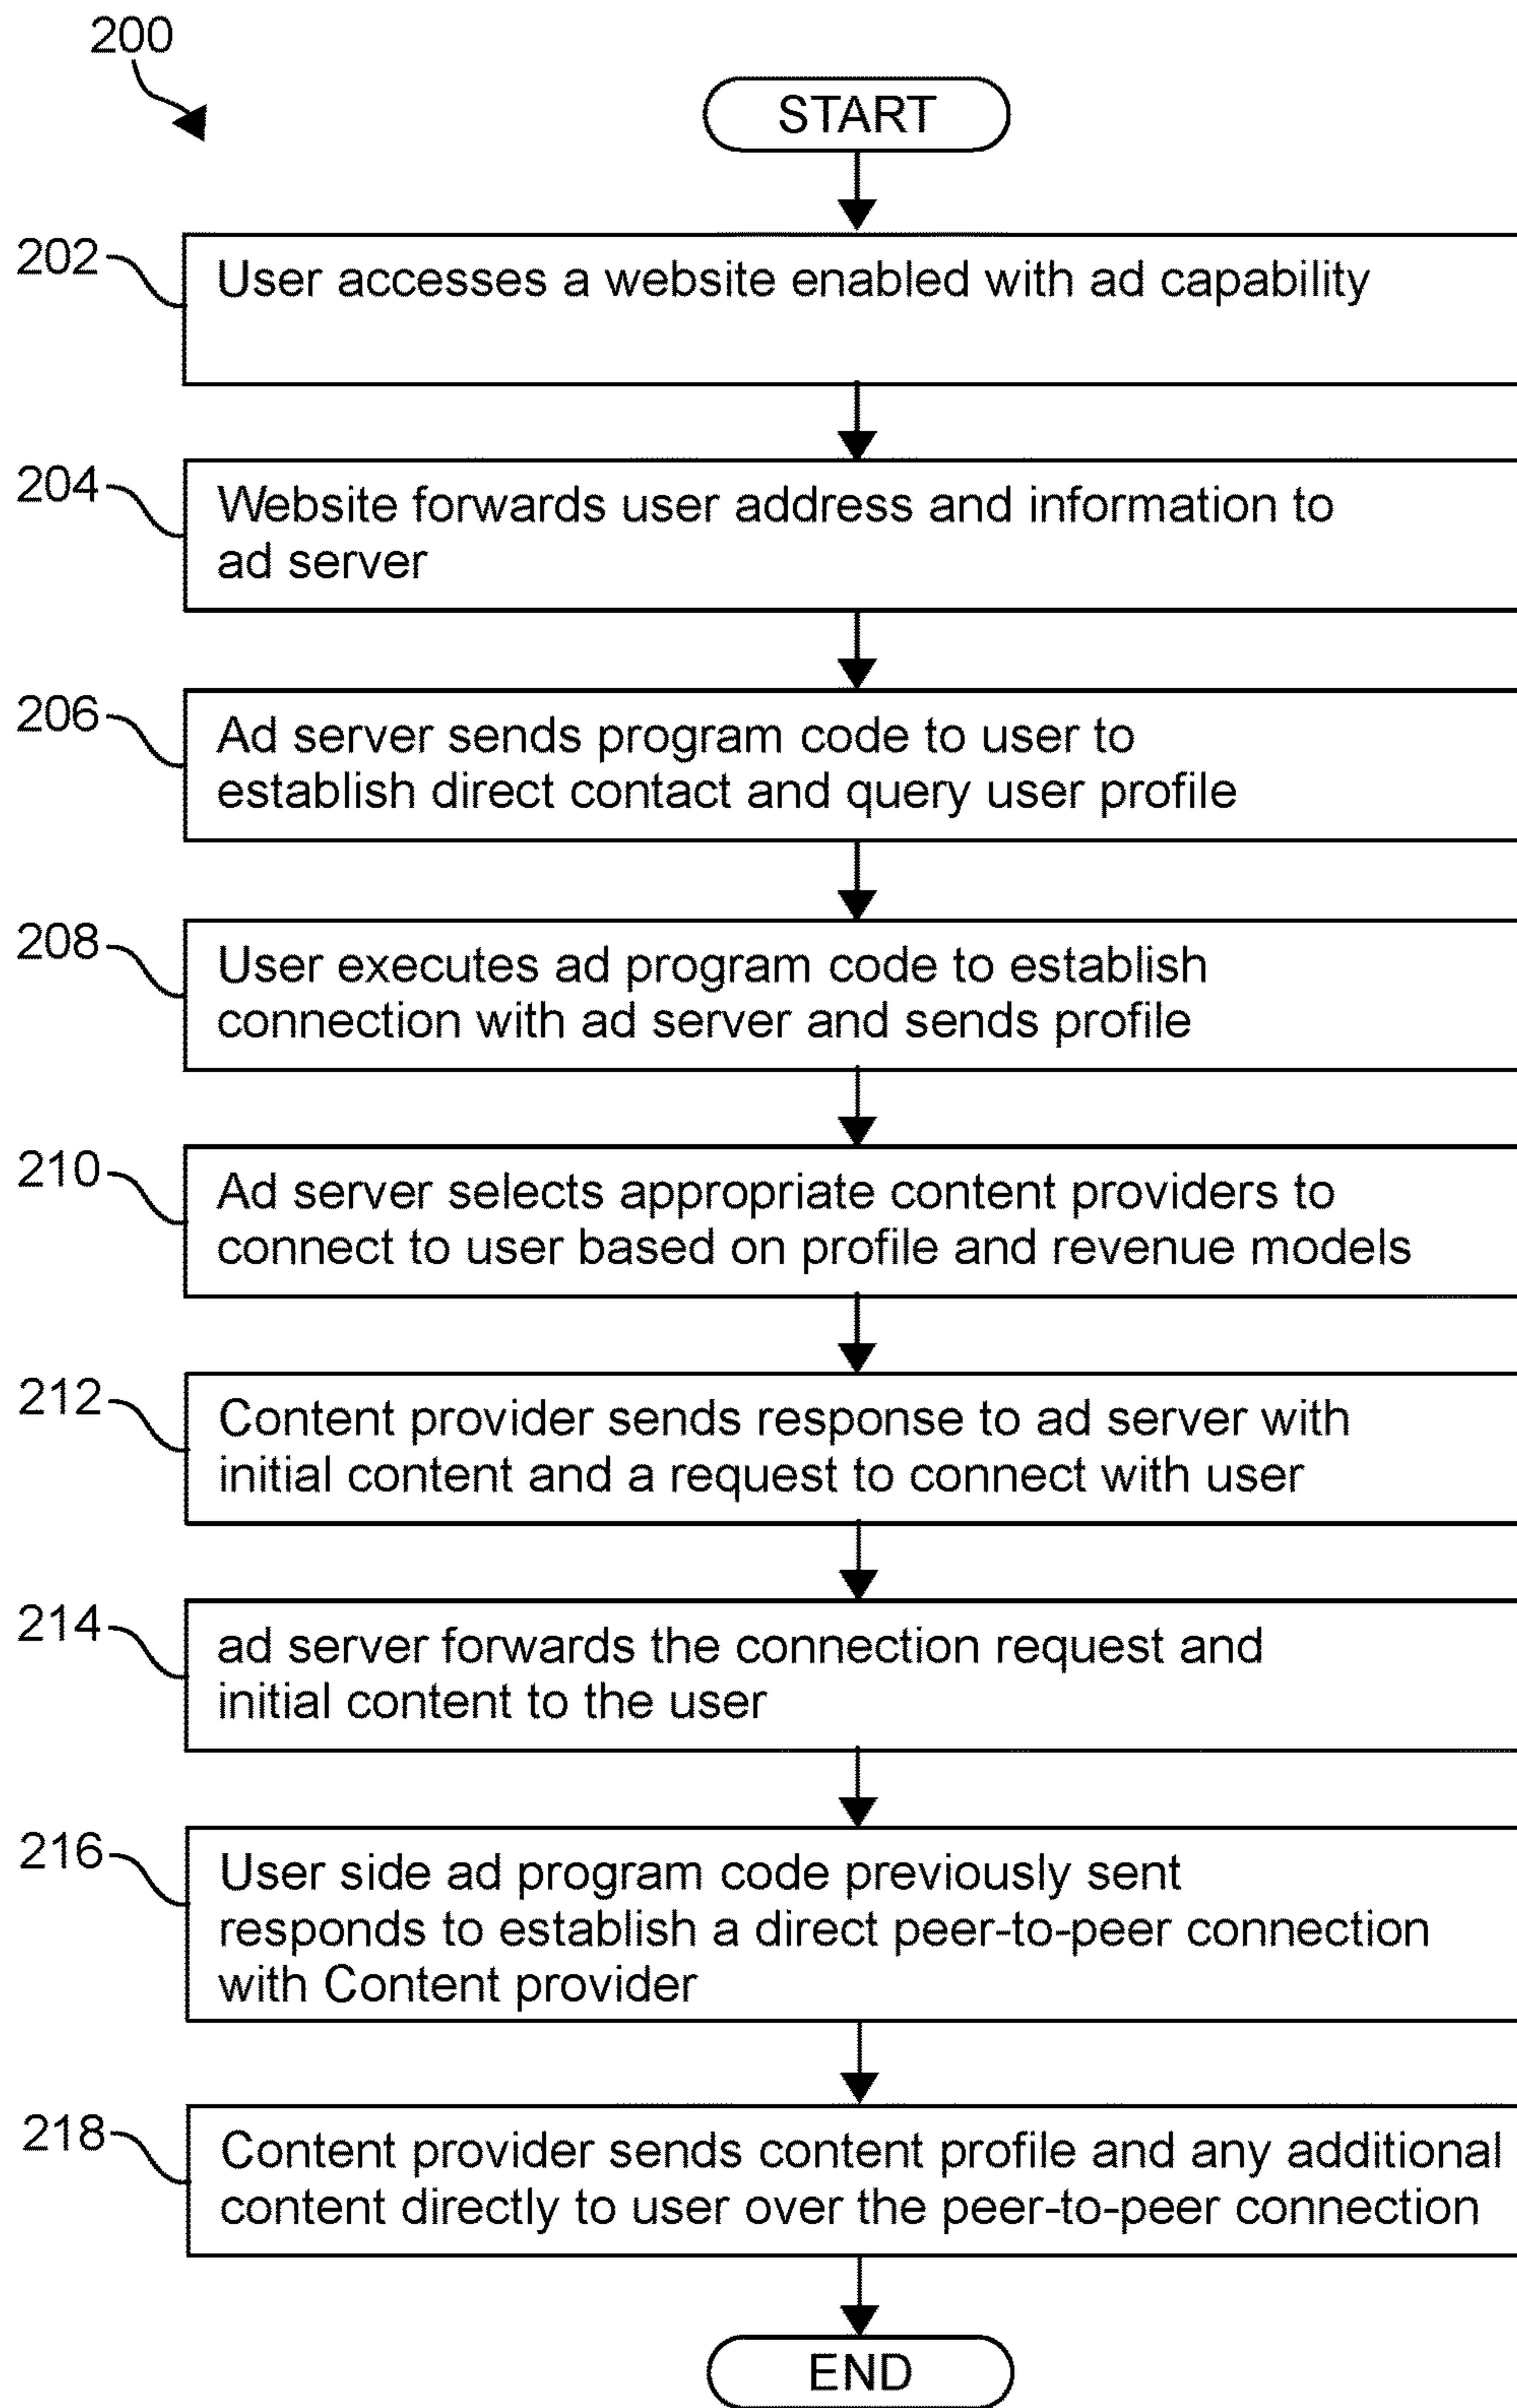 200
START
202
User accesses a website enabled with ad capability
204
Website forwards user address and information to
ad server
206
Ad server sends program code to user to
establish direct contact and query user profile
208
User executes ad program code to establish
connection with ad server and sends profile
210
Ad server selects appropriate content providers to
connect to user based on profile and revenue models
212
Content provider sends response to ad server with
initial content and a request to connect with user
214
ad server forwards the connection request and
initial content to the user
216
User side ad program code previously sent
responds to establish a direct peer-to-peer connection
with Content provider
218
Content provider sends content profile and any additional
content directly to user over the peer-to-peer connection
END